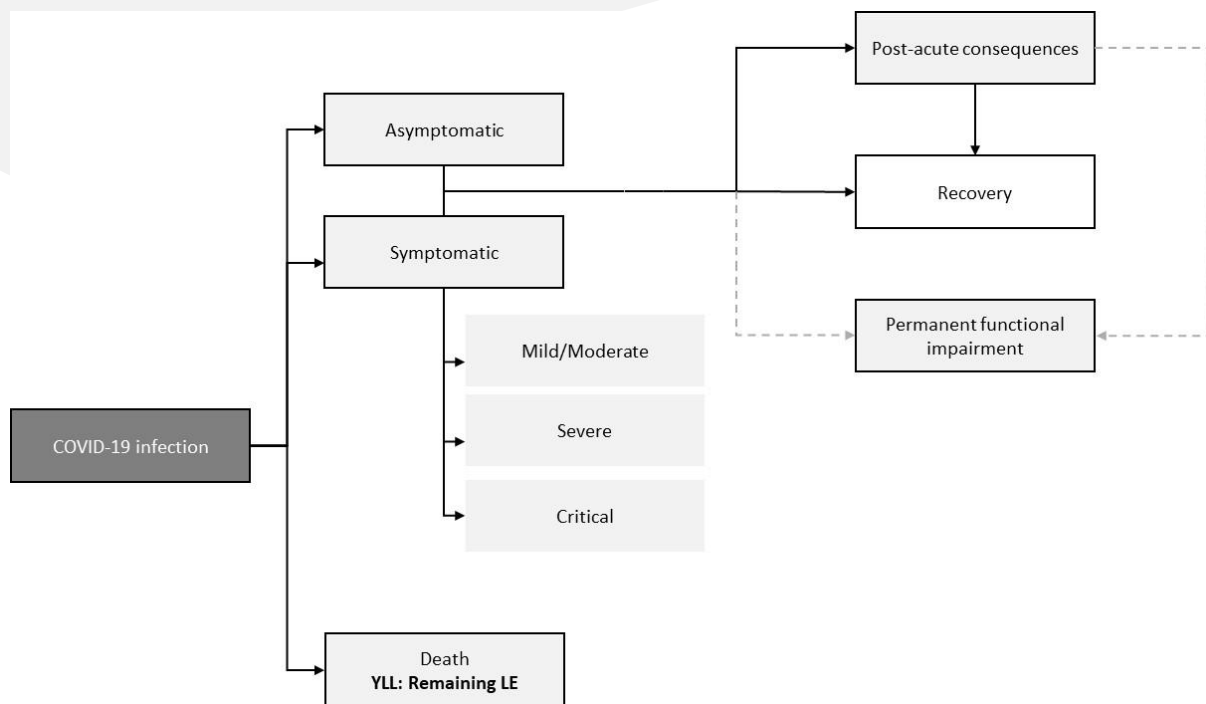 Post-acute consequences
Asymptomatic
Recovery
Symptomatic
Permanent functional
impairment
Mild/Moderate
Severe
COVID-19 infection
Critical
Death
YLL: Remaining LE